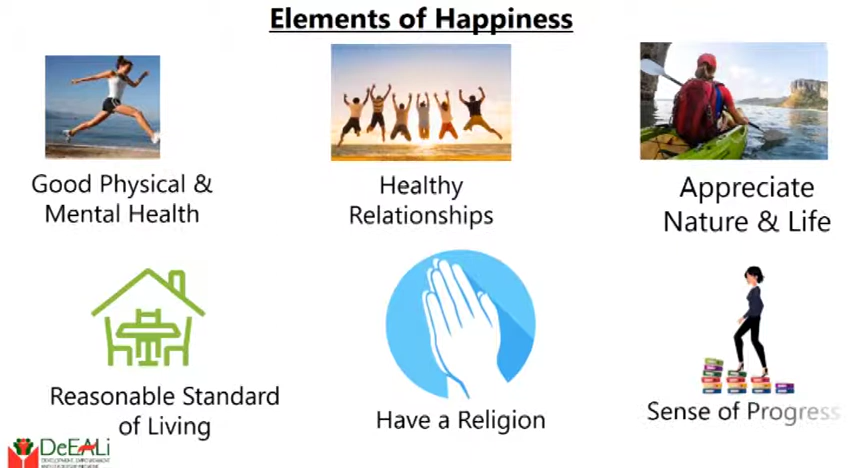 Elements of Happiness
Good Physical &
Mental Health
Healthy
Relationships
Appreciate
Nature & Life
Reasonable Standard
of Living
Have a Religion
Sense of Progress
DeEALi